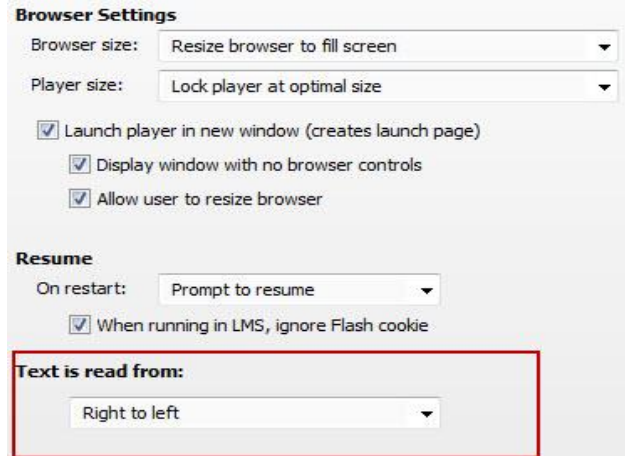 Browser Settings
Browser size: Resize browser to fill screen
Player size: Lock player at optimal size
Launch player in new window (creates launch page)
Display window with no browser controls
Allow user to resize browser
Resume
On restart: Prompt to resume
When running in LMS, ignore Flash cookie
Text is read from:
Right to left